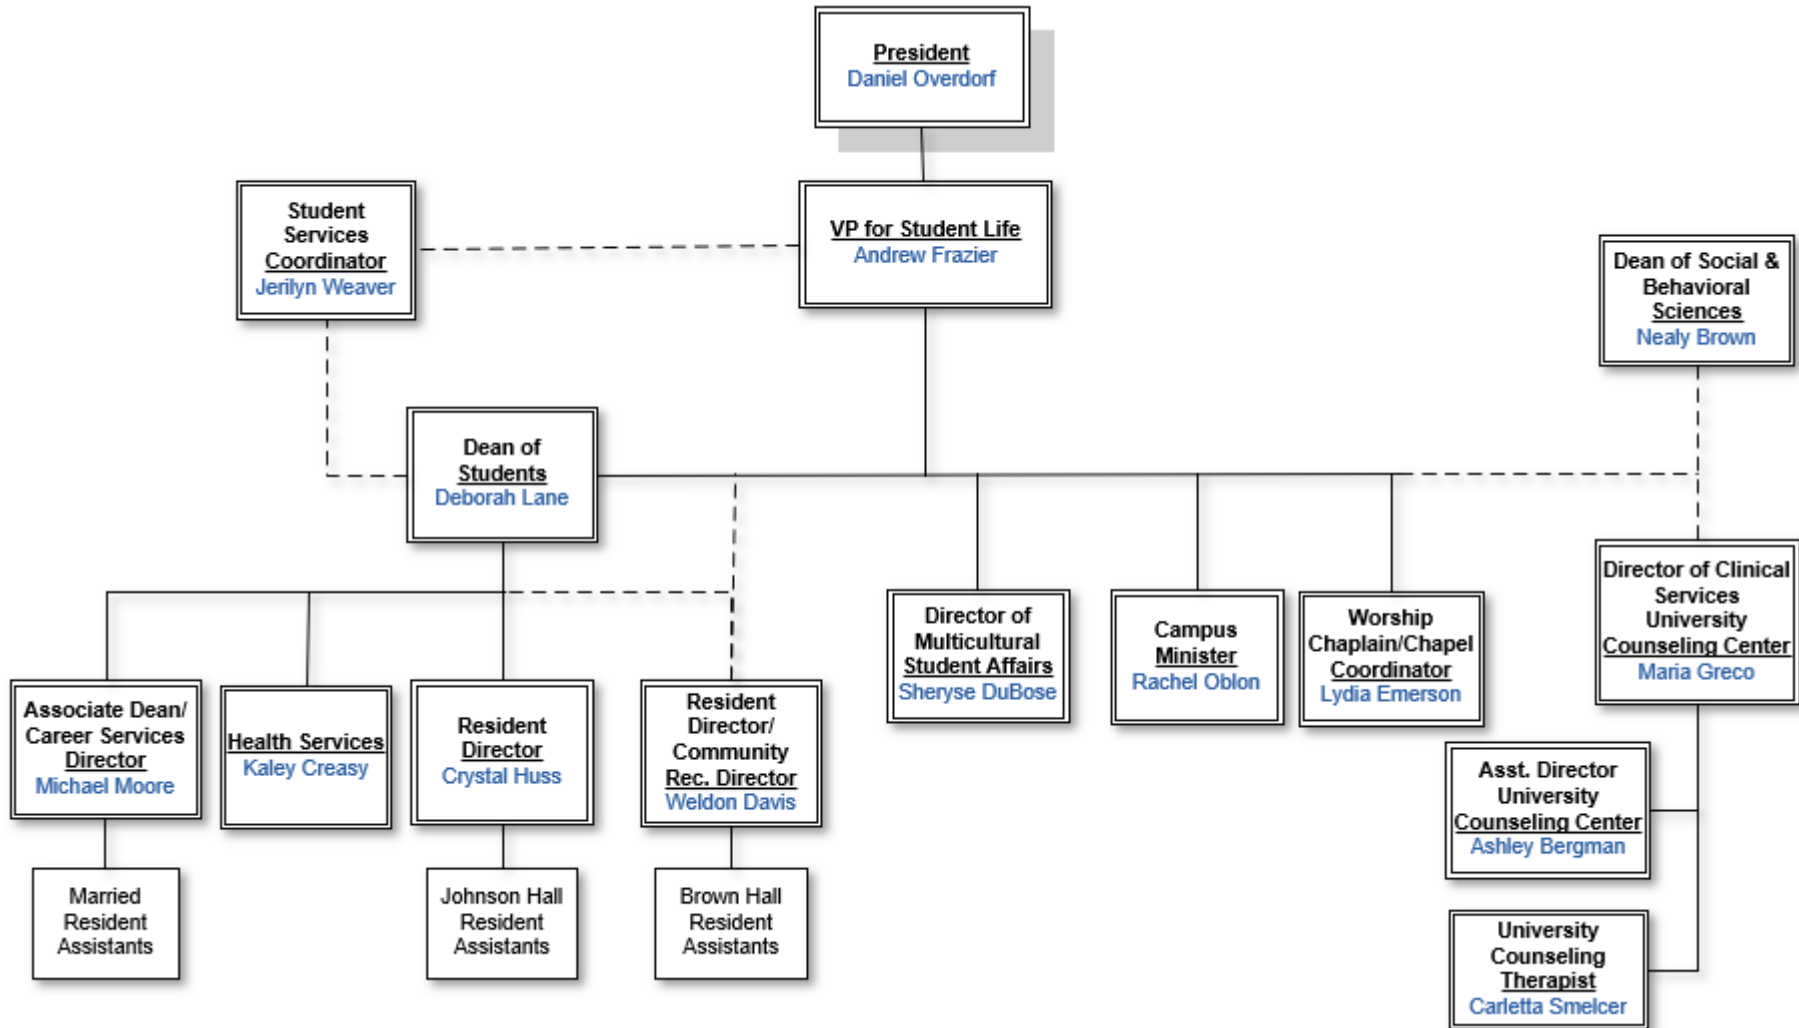 President
Daniel Overdorf
Student
Services
Coordinator
Jerilyn Weaver
VP for Student Life
Andrew Frazier
Dean of Social &
Behavioral
Sciences
Nealy Brown
Dean of
Students
Deborah Lane
Director of
Multicultural
Student Affairs
Sheryse DuBose
Campus
Minister
Rachel Oblon
Worship
Chaplain/Chapel
Coordinator
Lydia Emerson
Director of Clinical
Services
University
Counseling Center
Maria Greco
Associate Dean/
Career Services
Director
Michael Moore
Health Services
Kaley Creasy
Resident
Director
Crystal Huss
Resident
Director/
Community
Rec. Director
Weldon Davis
Asst. Director
University
Counseling Center
Ashley Bergman
Married
Resident
Assistants
Johnson Hall
Resident
Assistants
Brown Hall
Resident
Assistants
University
Counseling
Therapist
Carletta Smelcer